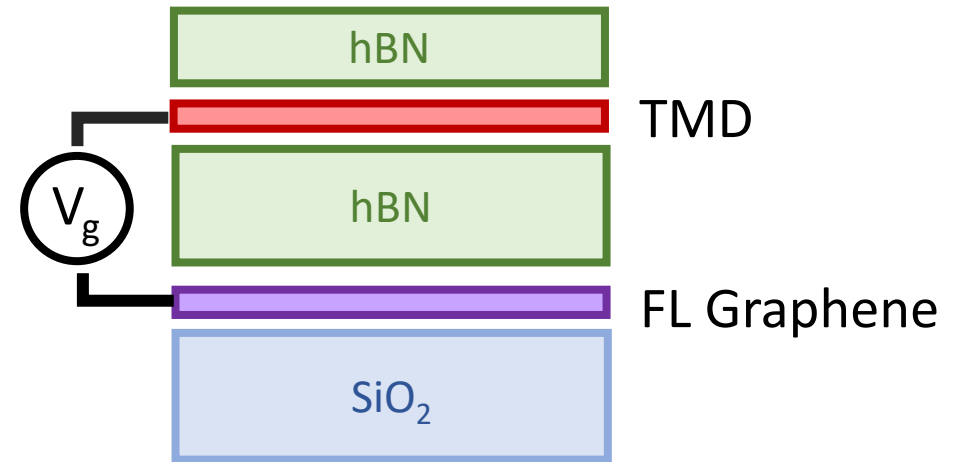 hBN
TMD
V_g
hBN
FL Graphene
SiO₂